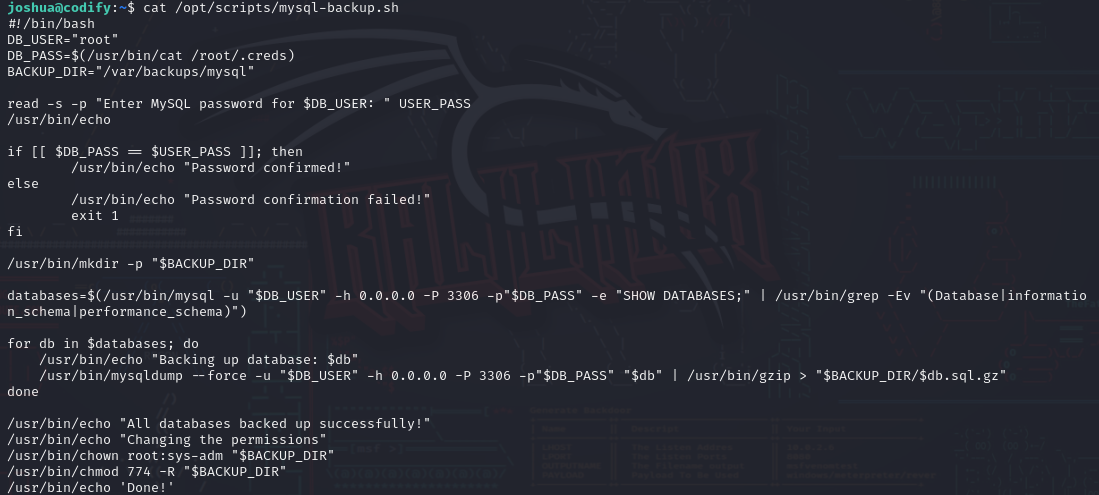 joshua@codify:~$ cat /opt/scripts/mysql-backup.sh
#!/bin/bash
DB_USER="root"
DB_PASS=$(/usr/bin/cat /root/.creds)
BACKUP_DIR="/var/backups/mysql"
read -s -p "Enter MySQL password for $DB_USER: " USER_PASS
/usr/bin/echo
if [[ $DB_PASS == $USER_PASS ]]; then
        /usr/bin/echo "Password confirmed!"
else
        /usr/bin/echo "Password confirmation failed!"
        exit 1
fi
/usr/bin/mkdir -p "$BACKUP_DIR"
databases=$(/usr/bin/mysql -u "$DB_USER" -h 0.0.0.0 -P 3306 -p"$DB_PASS" -e "SHOW DATABASES;" | /usr/bin/grep -Ev "(Database|informatio
n_schema|performance_schema)")
for db in $databases; do
    /usr/bin/echo "Backing up database: $db"
    /usr/bin/mysqldump --force -u "$DB_USER" -h 0.0.0.0 -P 3306 -p"$DB_PASS" "$db" | /usr/bin/gzip > "$BACKUP_DIR/$db.sql.gz"
done
/usr/bin/echo "All databases backed up successfully!"
/usr/bin/echo "Changing the permissions"
/usr/bin/chown root:sys-adm "$BACKUP_DIR"
/usr/bin/chmod 774 -R "$BACKUP_DIR"
/usr/bin/echo 'Done!'
KALI LINUX